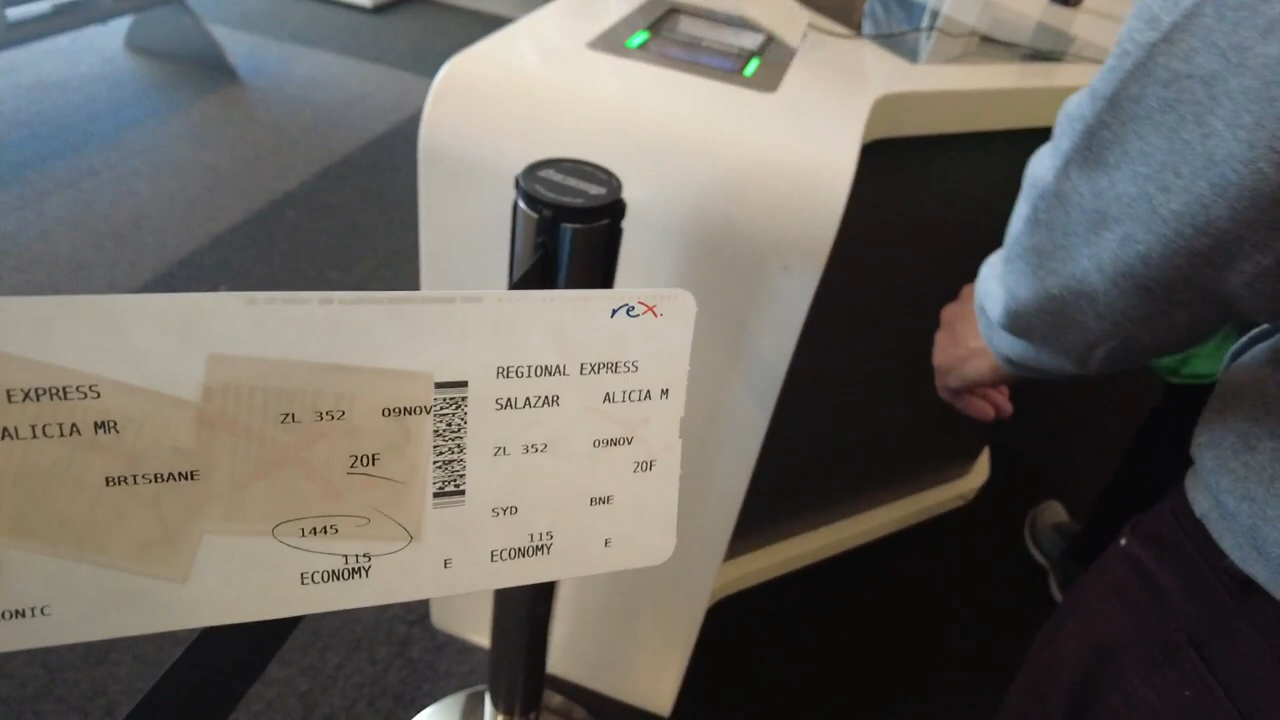 rex.
EXPRESS
ALICIA MR
BRISBANE
ZL 352 09NOV
20F
1445
115
ECONOMY
E
ONIC
REGIONAL EXPRESS
SALAZAR ALICIA M
ZL 352 09NOV
20F
SYD BNE
115
ECONOMY E